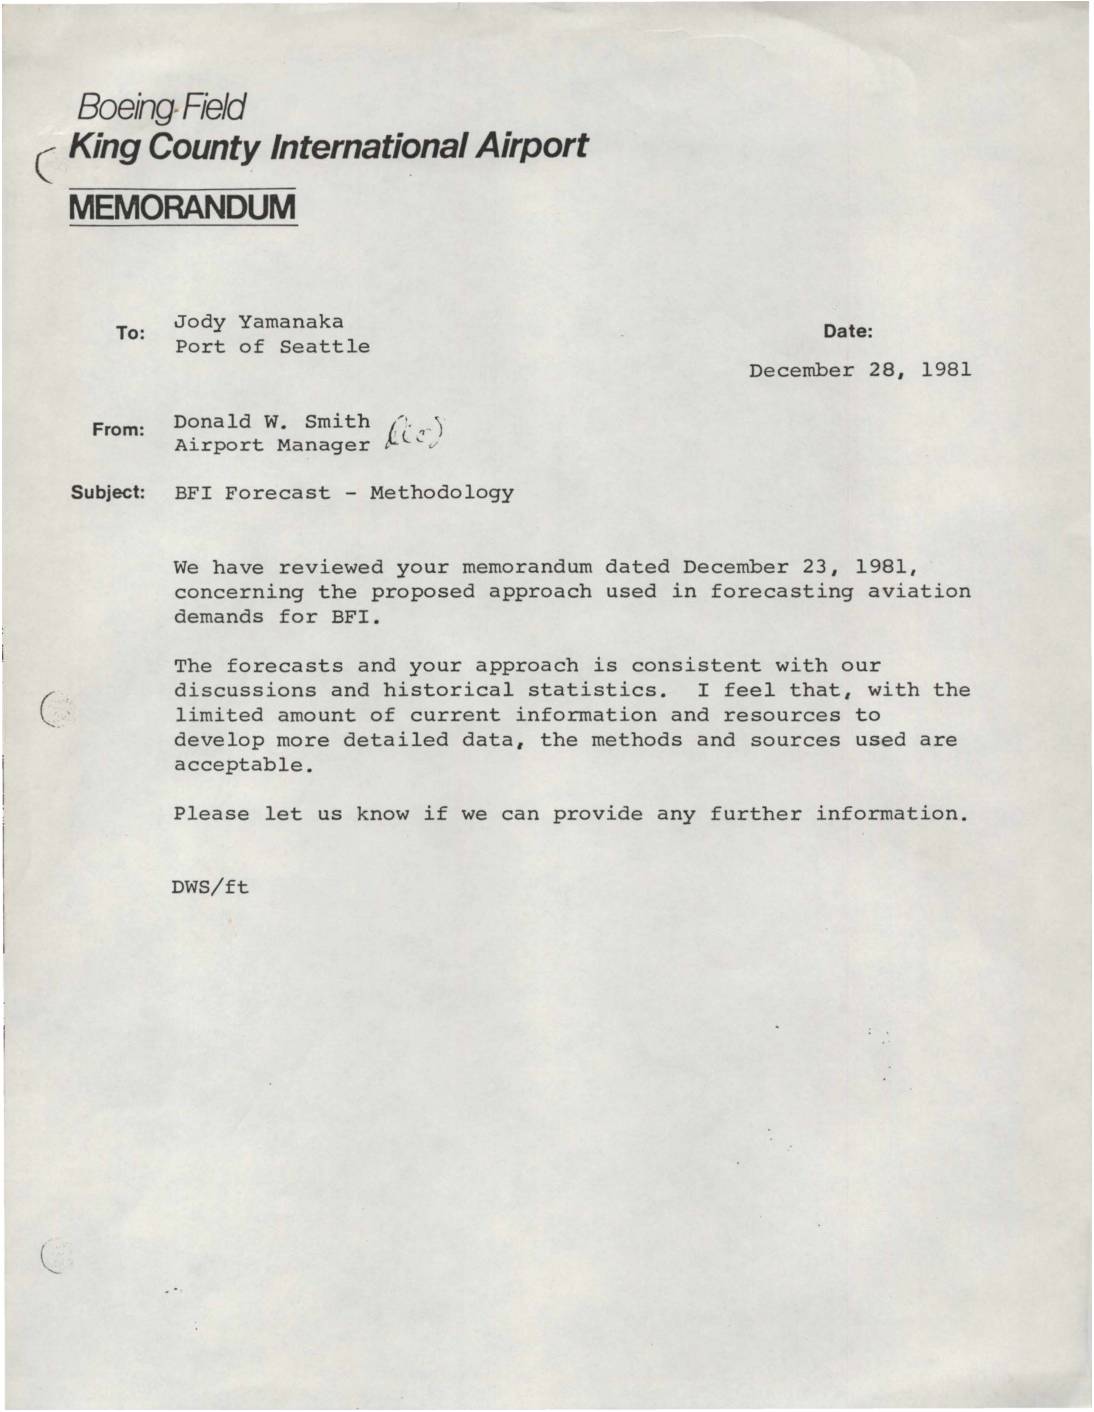 Boeing Field
King County International Airport
MEMORANDUM
To: Jody Yamanaka
Port of Seattle
Date:
December 28, 1981
From: Donald W. Smith
Airport Manager
Subject: BFI Forecast - Methodology
We have reviewed your memorandum dated December 23, 1981,
concerning the proposed approach used in forecasting aviation
demands for BFI.
The forecasts and your approach is consistent with our
discussions and historical statistics. I feel that, with the
limited amount of current information and resources to
develop more detailed data, the methods and sources used are
acceptable.
Please let us know if we can provide any further information.
DWS/ft